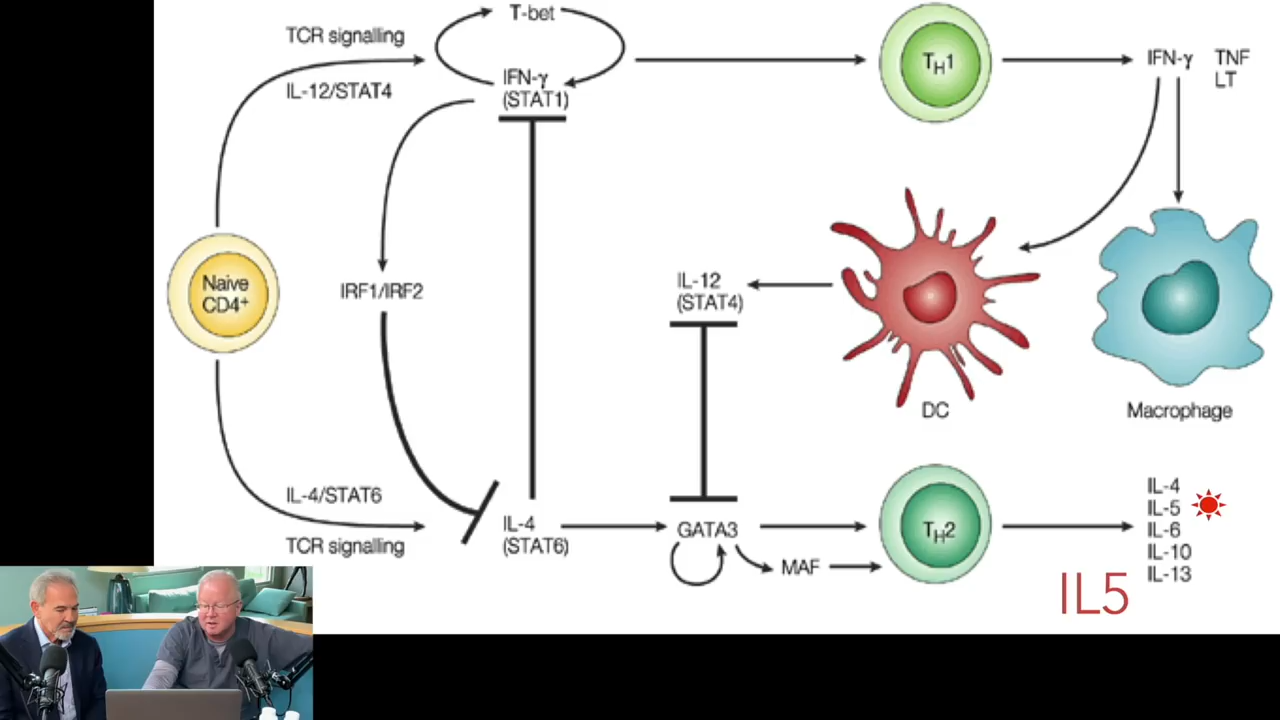 T-bet
TCR signalling
IL-12/STAT4
IFN-γ
(STAT1)
TH1
IFN-γ TNF
LT
Naive
CD4+
IRF1/IRF2
IL-12
(STAT4)
DC
Macrophage
IL-4/STAT6
TCR signalling
IL-4
(STAT6)
GATA3
MAF
TH2
IL-4
IL-5
IL-6
IL-10
IL-13
IL5